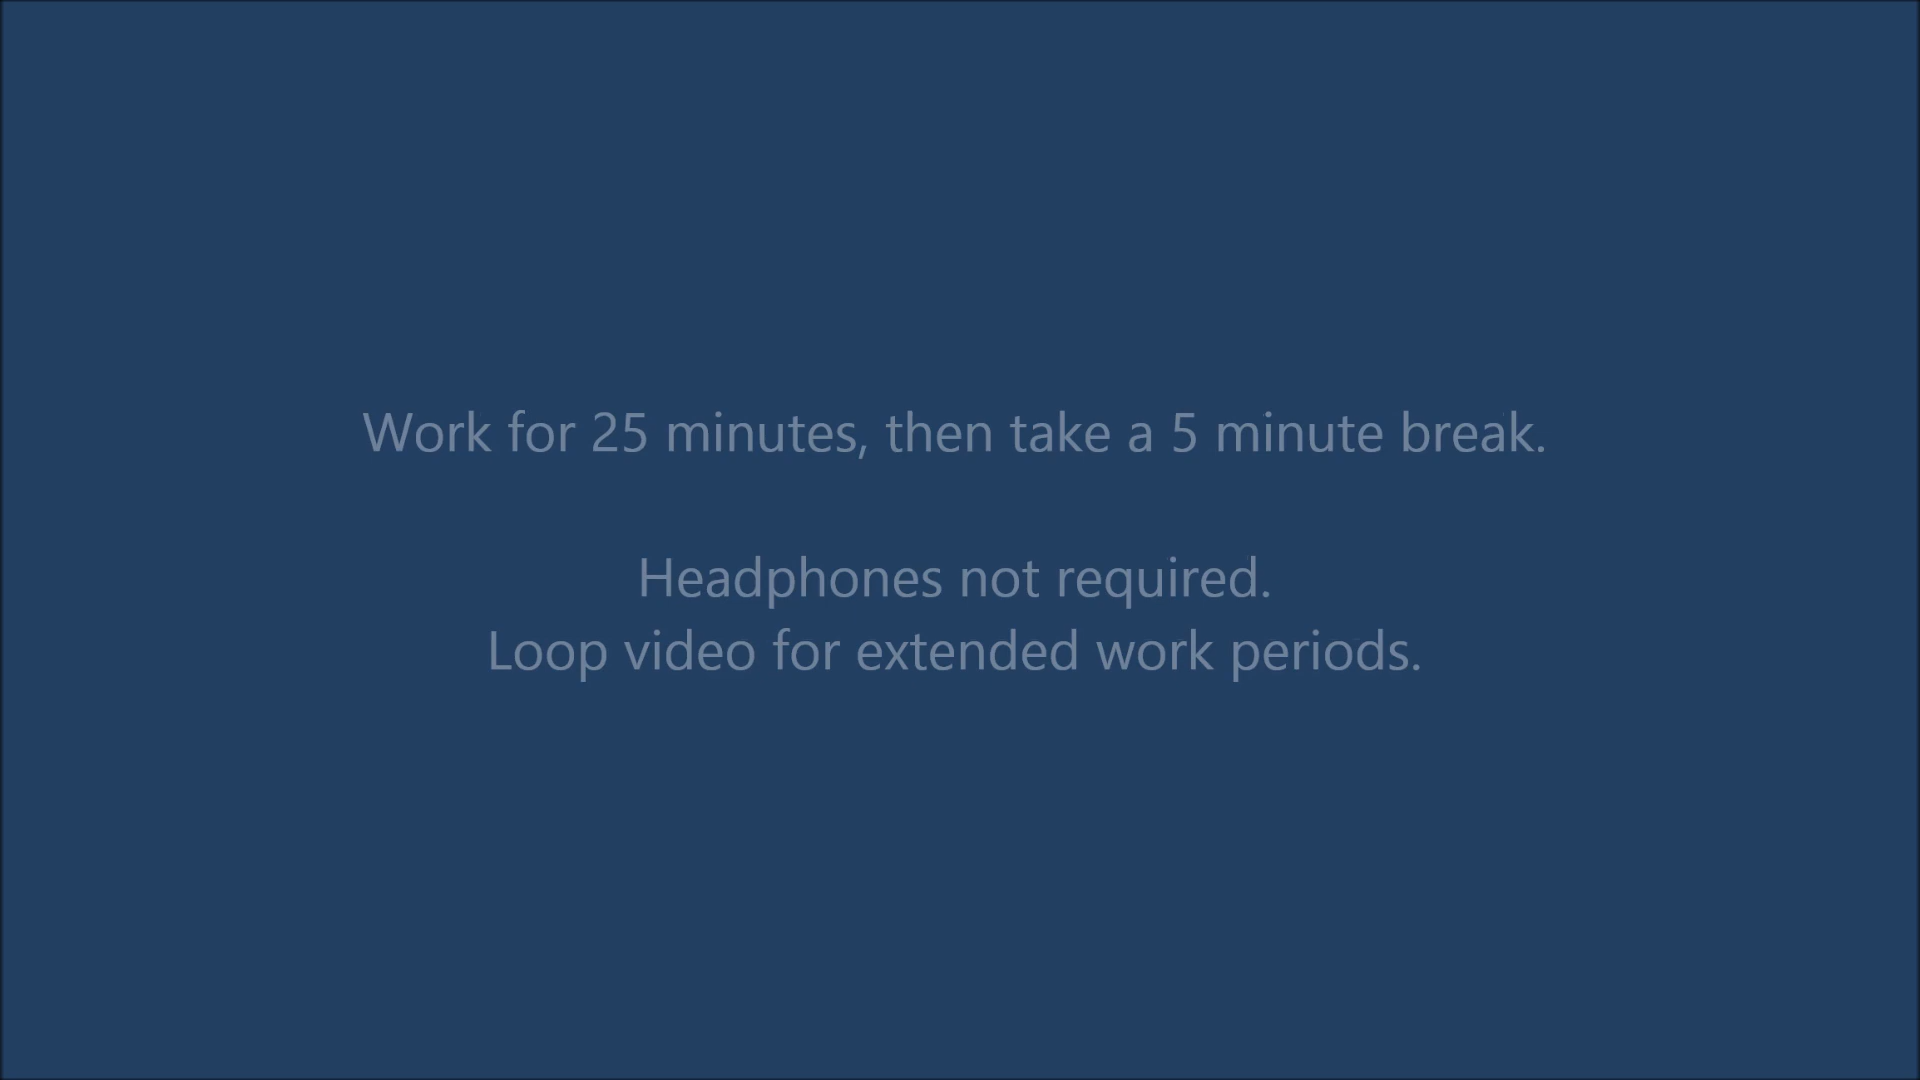 Work for 25 minutes, then take a 5 minute break.
Headphones not required.
Loop video for extended work periods.